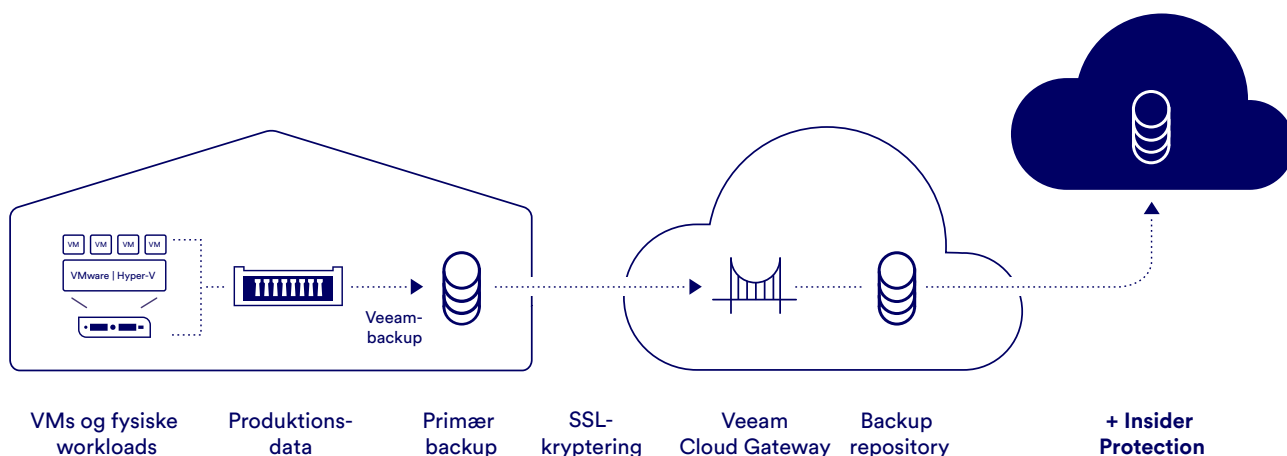 VM VM VM VM
VMware | Hyper-V
Veeam-
backup
VMs og fysiske
workloads
Produktions-
data
Primær
backup
SSL-
kryptering
Veeam
Cloud Gateway
Backup
repository
+ Insider
Protection